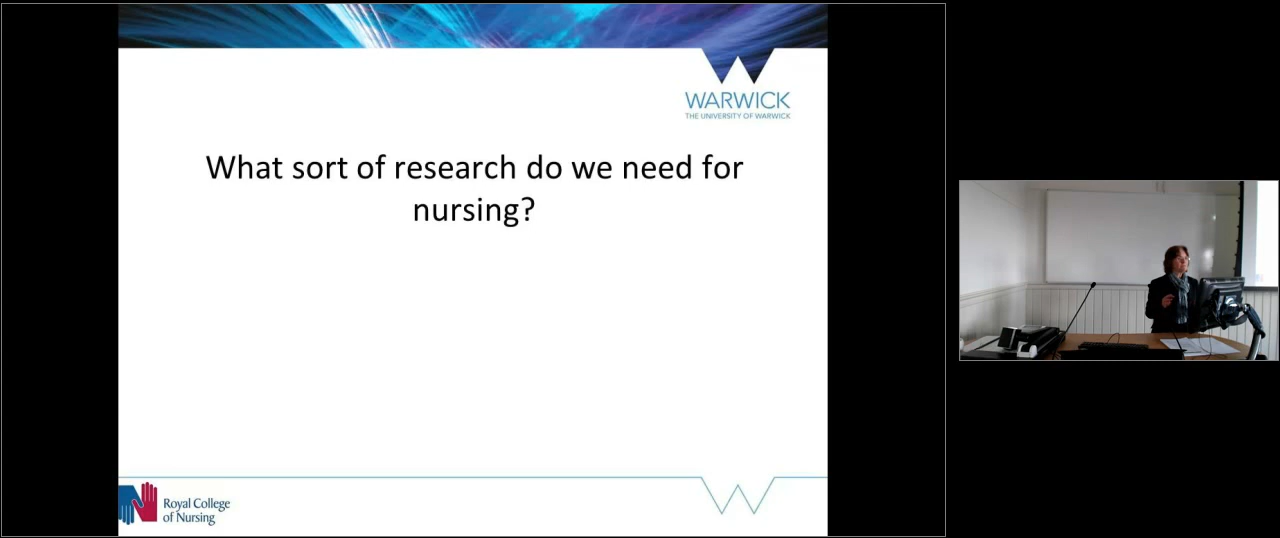 WARWICK
THE UNIVERSITY OF WARWICK
What sort of research do we need for
nursing?
Royal College
of Nursing